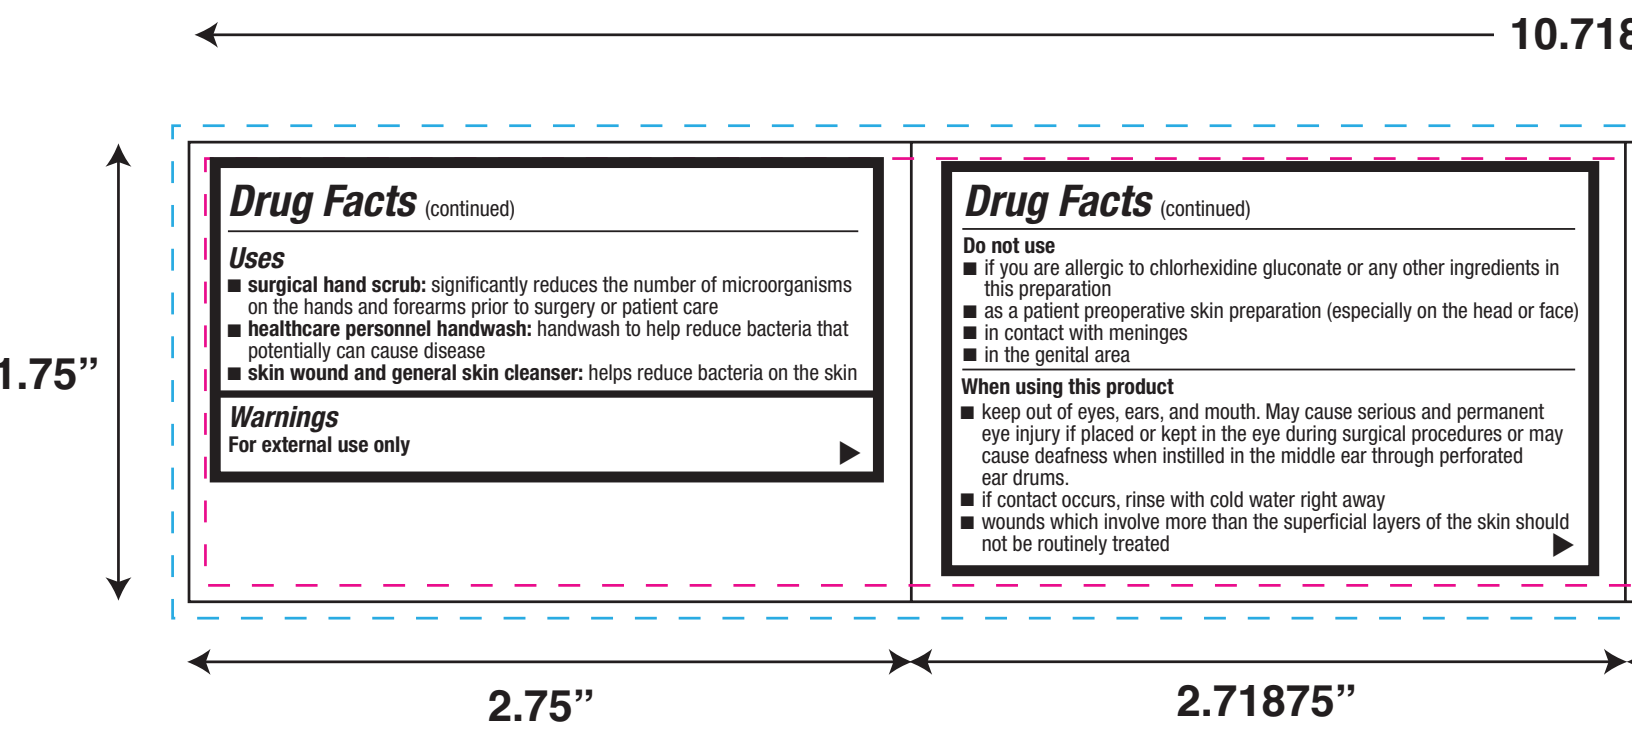 10.718
Drug Facts (continued)
Uses
■ surgical hand scrub: significantly reduces the number of microorganisms
on the hands and forearms prior to surgery or patient care
■ healthcare personnel handwash: handwash to help reduce bacteria that
potentially can cause disease
■ skin wound and general skin cleanser: helps reduce bacteria on the skin
Warnings
For external use only
Drug Facts (continued)
Do not use
■ if you are allergic to chlorhexidine gluconate or any other ingredients in
this preparation
■ as a patient preoperative skin preparation (especially on the head or face)
■ in contact with meninges
■ in the genital area
When using this product
■ keep out of eyes, ears, and mouth. May cause serious and permanent
eye injury if placed or kept in the eye during surgical procedures or may
cause deafness when instilled in the middle ear through perforated
ear drums.
■ if contact occurs, rinse with cold water right away
■ wounds which involve more than the superficial layers of the skin should
not be routinely treated
1.75”
2.75”
2.71875”